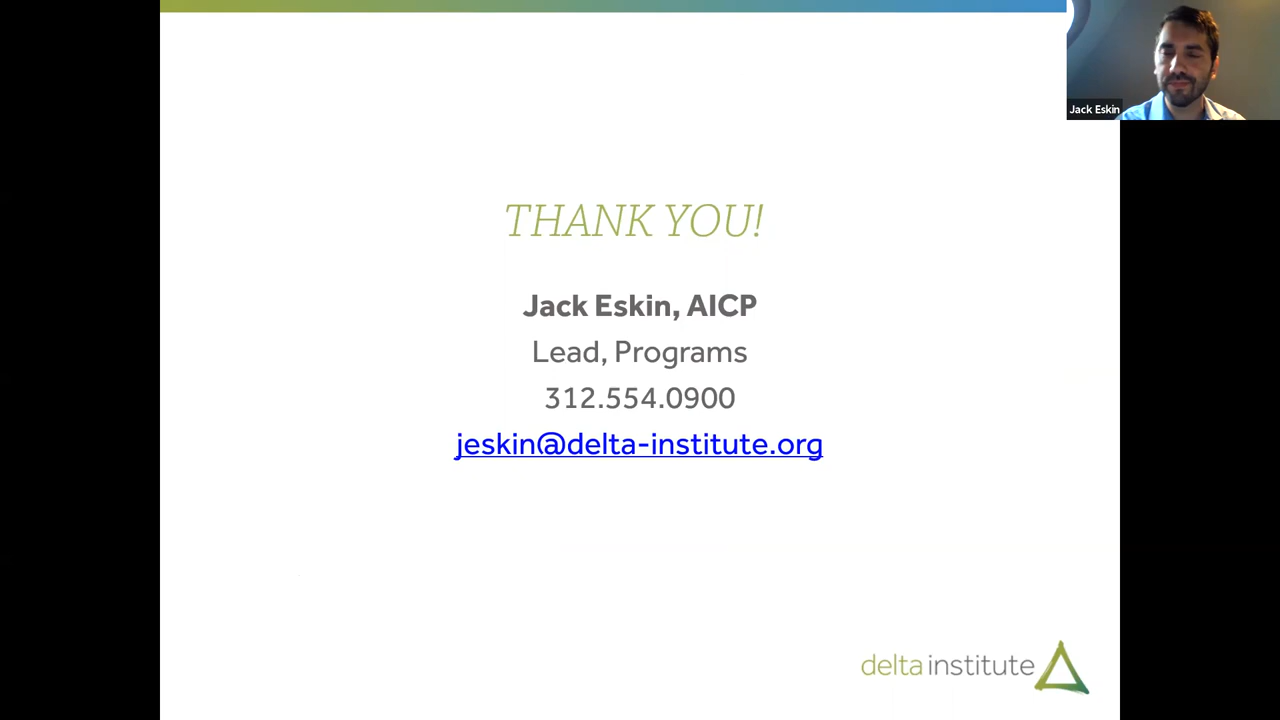 Jack Eskin
THANK YOU!
Jack Eskin, AICP
Lead, Programs
312.554.0900
jeskin@delta-institute.org
delta institute